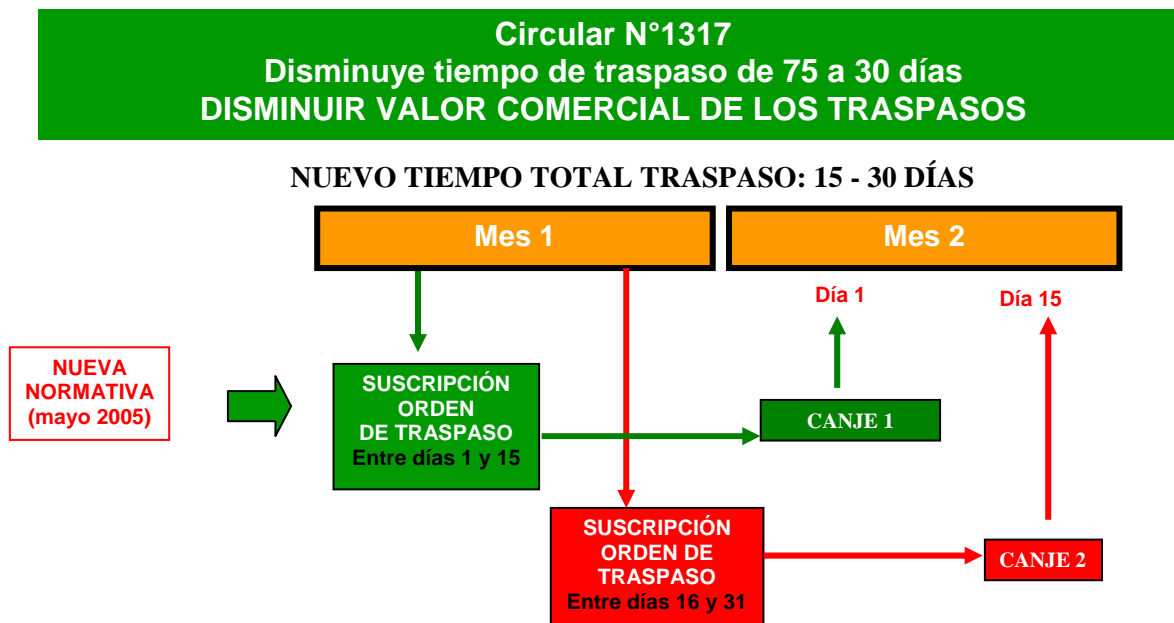 Circular N°1317
Disminuye tiempo de traspaso de 75 a 30 días
DISMINUIR VALOR COMERCIAL DE LOS TRASPASOS
NUEVO TIEMPO TOTAL TRASPASO: 15 - 30 DÍAS
Mes 1
Mes 2
Día 1
Día 15
NUEVA
NORMATIVA
(mayo 2005)
SUSCRIPCIÓN
ORDEN
DE TRASPASO
Entre días 1 y 15
CANJE 1
SUSCRIPCIÓN
ORDEN DE
TRASPASO
Entre días 16 y 31
CANJE 2